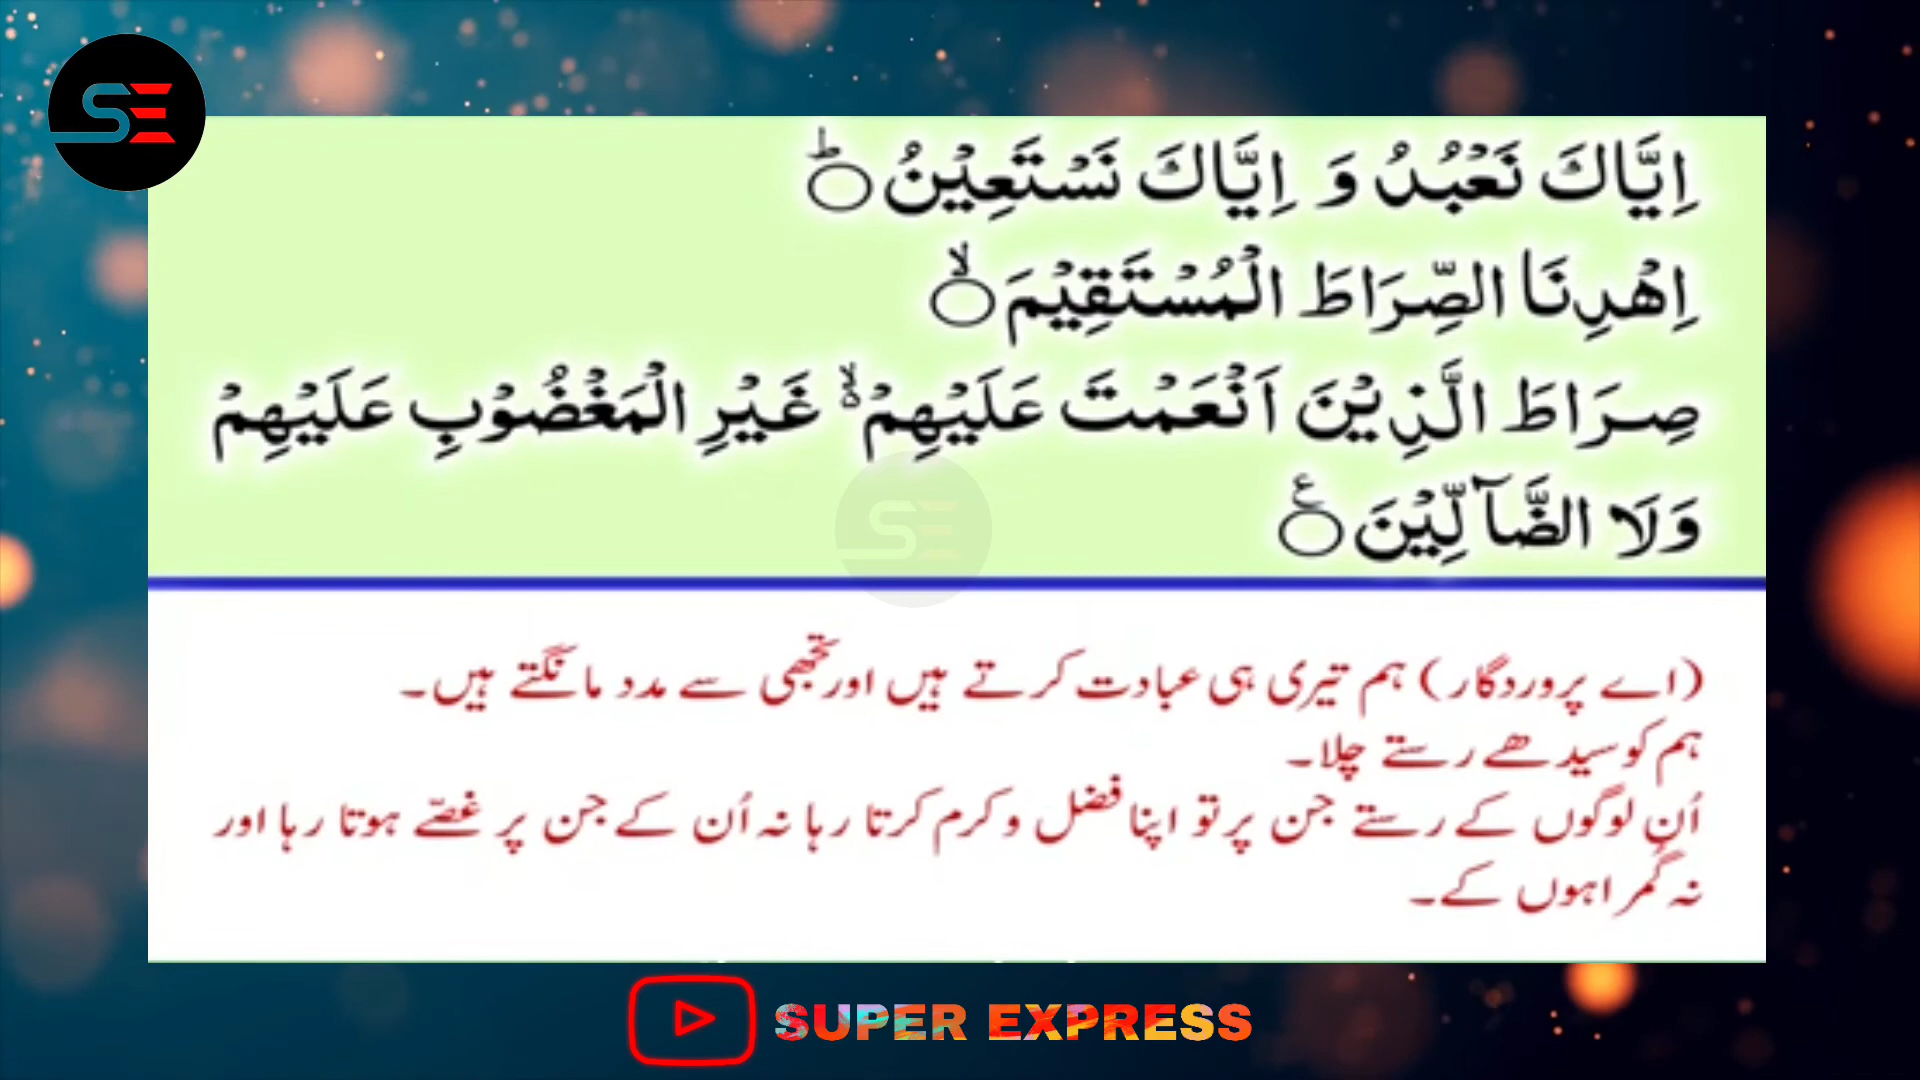 SE
اِيَّاكَ نَعْبُدُ وَ اِيَّاكَ نَسْتَعِيْنُ ؕ
اِهْدِنَا الصِّرَاطَ الْمُسْتَقِيْمَ ۙ
صِرَاطَ الَّذِيْنَ اَنْعَمْتَ عَلَيْهِمْ ۙ۬ غَيْرِ الْمَغْضُوْبِ عَلَيْهِمْ
وَلَا الضَّآلِّيْنَ ؑ
SE
(اے پروردگار) ہم تیری ہی عبادت کرتے ہیں اور تجھی سے مدد مانگتے ہیں۔
ہم کو سیدھے رستے چلا۔
اُن لوگوں کے رستے جن پر تو اپنا فضل و کرم کرتا رہا نہ اُن کے جن پر غصّے ہوتا رہا اور
نہ گمراہوں کے۔
SUPER EXPRESS